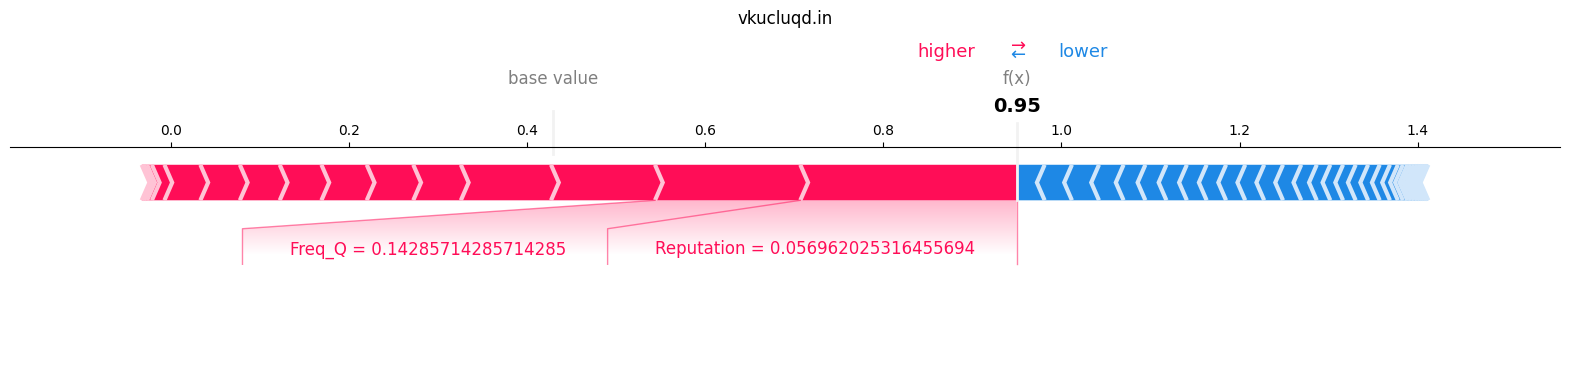 vkucluqd.in
higher → ← lower
base value f(x)
0.95
0.0 0.2 0.4 0.6 0.8 1.0 1.2 1.4
Freq_Q = 0.14285714285714285 Reputation = 0.056962025316455694